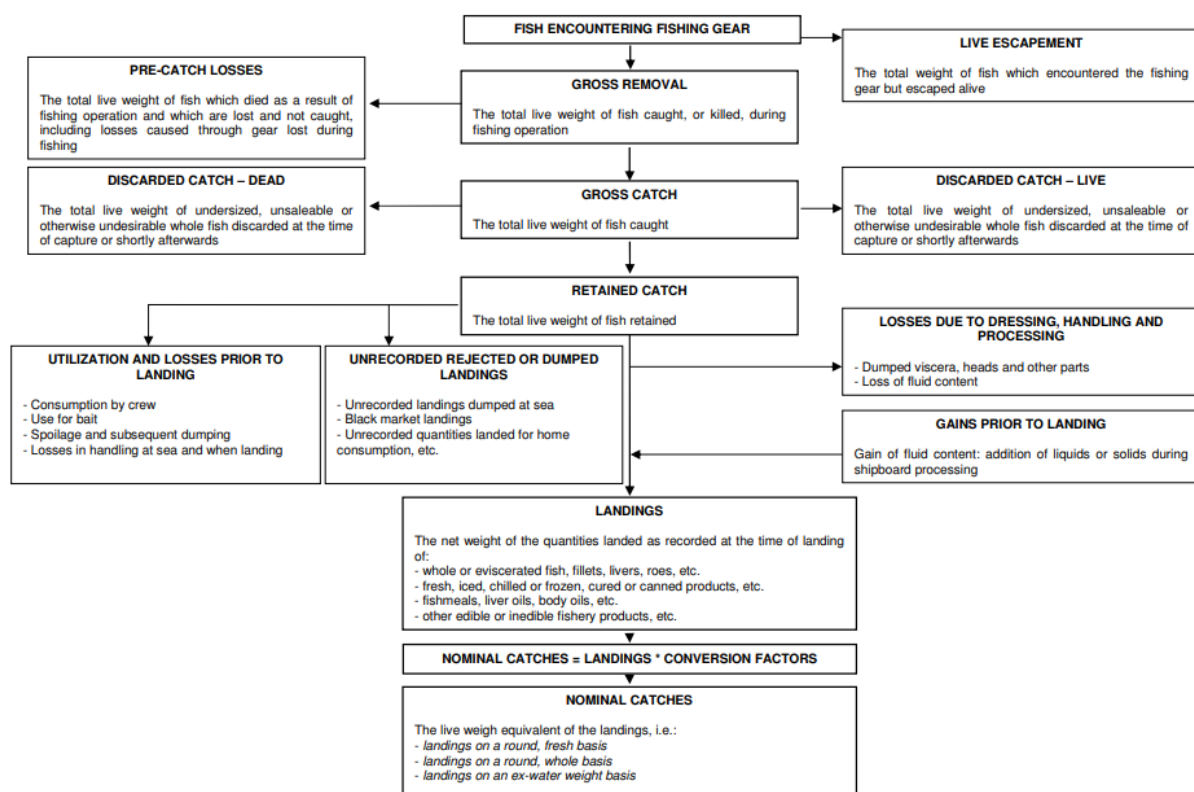 FISH ENCOUNTERING FISHING GEAR
LIVE ESCAPEMENT
The total weight of fish which encountered the fishing
gear but escaped alive
PRE-CATCH LOSSES
The total live weight of fish which died as a result of
fishing operation and which are lost and not caught,
including losses caused through gear lost during
fishing
GROSS REMOVAL
The total live weight of fish caught, or killed, during
fishing operation
DISCARDED CATCH – DEAD
The total live weight of undersized, unsaleable or
otherwise undesirable whole fish discarded at the time
of capture or shortly afterwards
GROSS CATCH
The total live weight of fish caught
DISCARDED CATCH – LIVE
The total live weight of undersized, unsaleable or
otherwise undesirable whole fish discarded at the time
of capture or shortly afterwards
RETAINED CATCH
The total live weight of fish retained
UTILIZATION AND LOSSES PRIOR TO
LANDING
- Consumption by crew
- Use for bait
- Spoilage and subsequent dumping
- Losses in handling at sea and when landing
UNRECORDED REJECTED OR DUMPED
LANDINGS
- Unrecorded landings dumped at sea
- Black market landings
- Unrecorded quantities landed for home
consumption, etc.
LOSSES DUE TO DRESSING, HANDLING AND
PROCESSING
- Dumped viscera, heads and other parts
- Loss of fluid content
GAINS PRIOR TO LANDING
Gain of fluid content: addition of liquids or solids during
shipboard processing
LANDINGS
The net weight of the quantities landed as recorded at the time of landing
of:
- whole or eviscerated fish, fillets, livers, roes, etc.
- fresh, iced, chilled or frozen, cured or canned products, etc.
- fishmeals, liver oils, body oils, etc.
- other edible or inedible fishery products, etc.
NOMINAL CATCHES = LANDINGS * CONVERSION FACTORS
NOMINAL CATCHES
The live weigh equivalent of the landings, i.e.:
- landings on a round, fresh basis
- landings on a round, whole basis
- landings on an ex-water weight basis